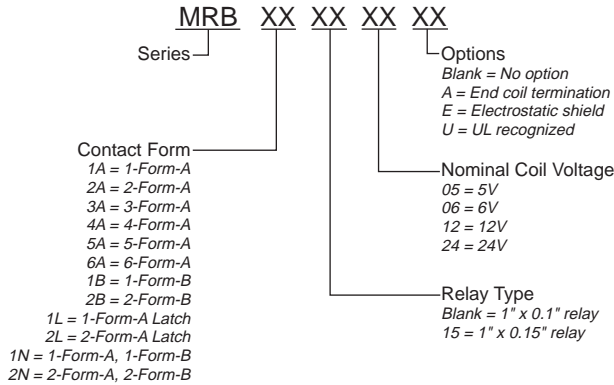 MRB XX XX XX XX
Series
Options
Blank = No option
A = End coil termination
E = Electrostatic shield
U = UL recognized
Contact Form
1A = 1-Form-A
2A = 2-Form-A
3A = 3-Form-A
4A = 4-Form-A
5A = 5-Form-A
6A = 6-Form-A
1B = 1-Form-B
2B = 2-Form-B
1L = 1-Form-A Latch
2L = 2-Form-A Latch
1N = 1-Form-A, 1-Form-B
2N = 2-Form-A, 2-Form-B
Nominal Coil Voltage
05 = 5V
06 = 6V
12 = 12V
24 = 24V
Relay Type
Blank = 1" x 0.1" relay
15 = 1" x 0.15" relay